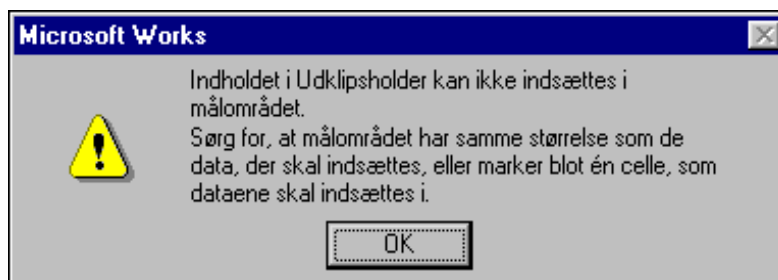 Microsoft Works
Indholdet i Udklipsholder kan ikke indsættes i
målområdet.
Sørg for, at målområdet har samme størrelse som de
data, der skal indsættes, eller marker blot én celle, som
dataene skal indsættes i.
OK